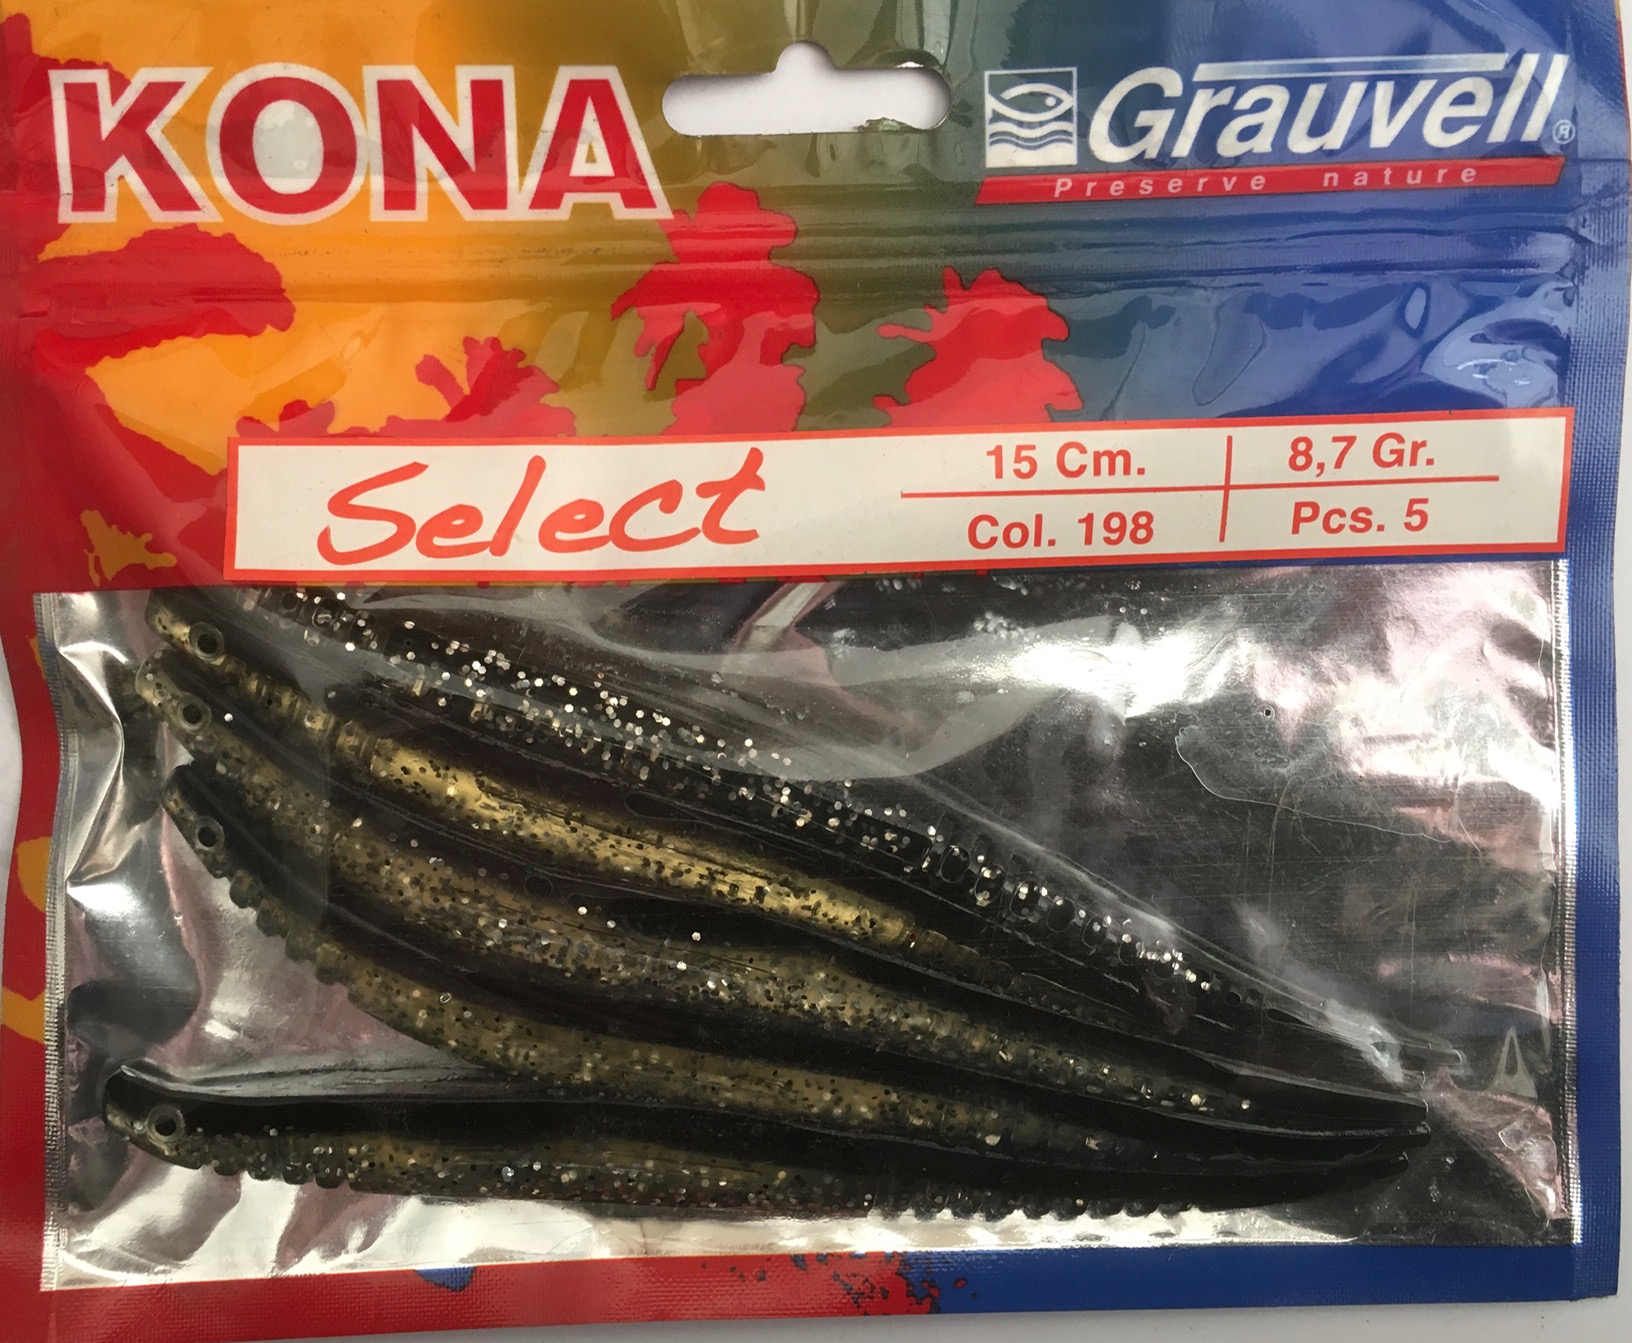 KONA
Grauvell®
Preserve nature
Select
15 Cm.
8,7 Gr.
Col. 198
Pcs. 5